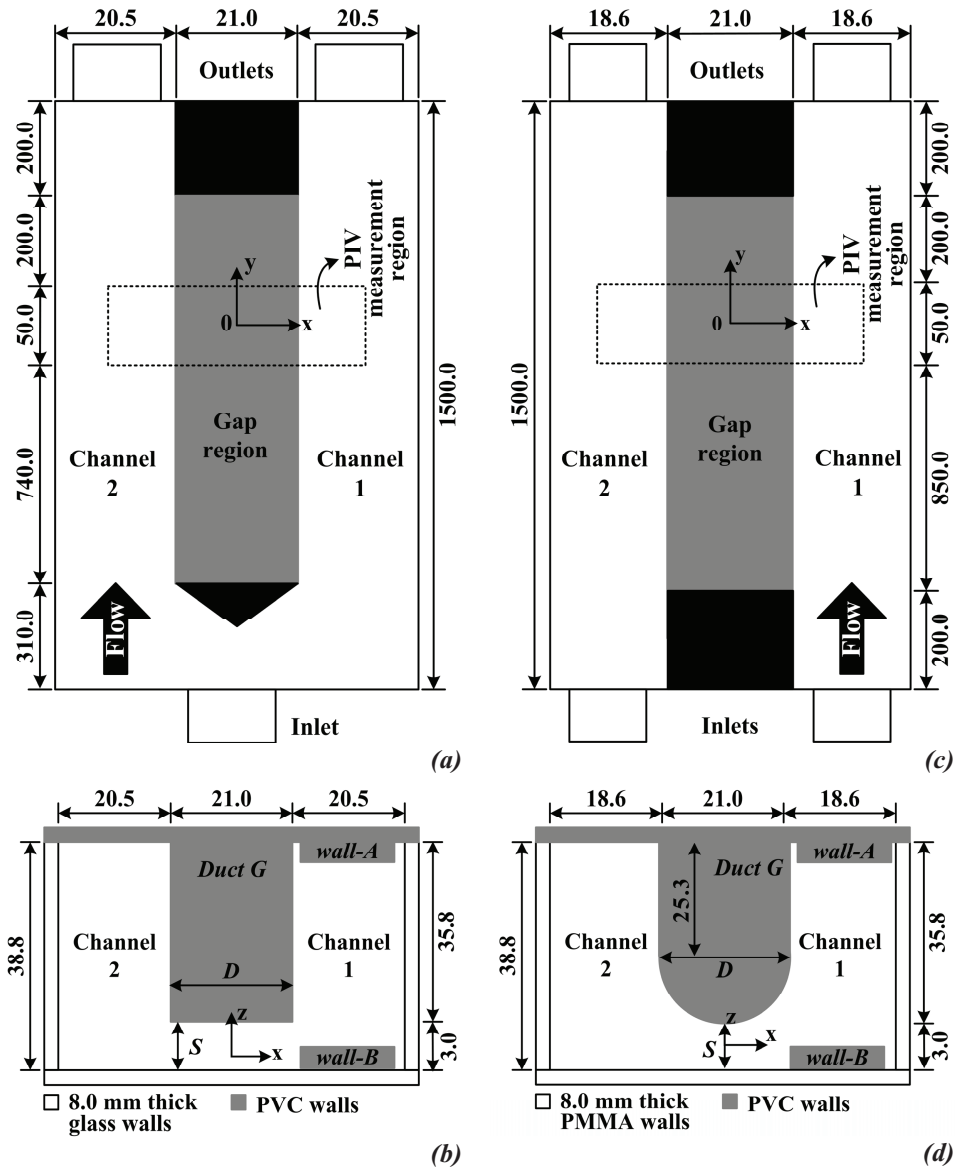 20.5 21.0 20.5
Outlets
200.0
200.0
50.0
740.0
310.0
PIV
measurement
region
y
0 x
Gap
region
Channel
2
Channel
1
1500.0
Flow
Inlet
(a)
18.6 21.0 18.6
Outlets
1500.0
PIV
measurement
region
y
0 x
Gap
region
Channel
2
Channel
1
200.0
200.0
50.0
850.0
200.0
Flow
Inlets
(c)
20.5 21.0 20.5
38.8
Duct G
wall-A
Channel
2
Channel
1
D
z
S
x
wall-B
35.8
3.0
8.0 mm thick
glass walls
PVC walls
(b)
18.6 21.0 18.6
38.8
Duct G
wall-A
25.3
Channel
2
Channel
1
D
z
S
x
wall-B
35.8
3.0
8.0 mm thick
PMMA walls
PVC walls
(d)